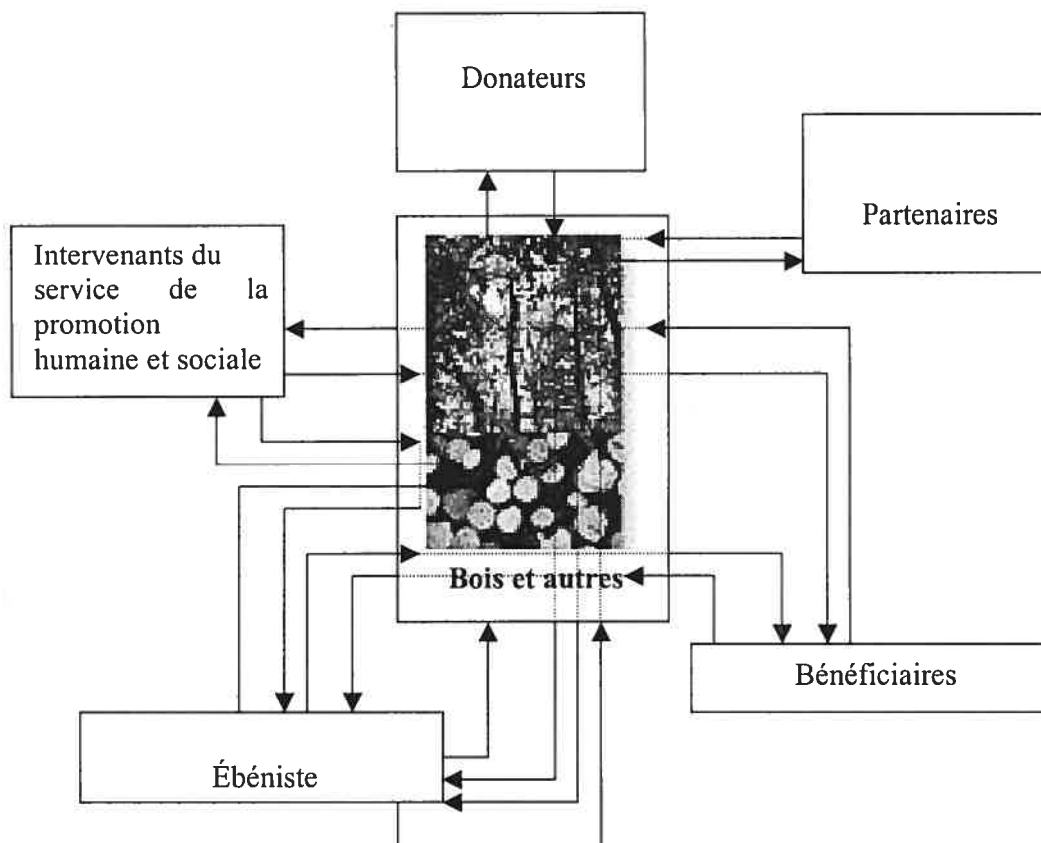 Donateurs
Partenaires
Intervenants du
service de la
promotion
humaine et sociale
Bois et autres
Bénéficiaires
Ébéniste